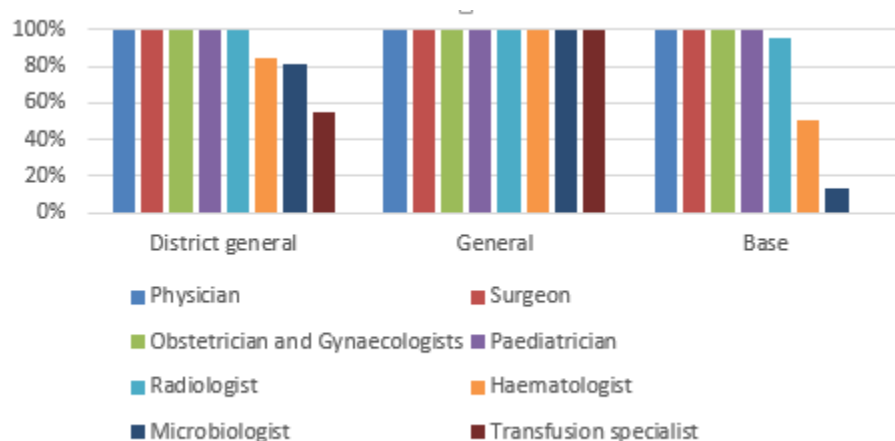 100%
80%
60%
40%
20%
0%
District general General Base
Physician Surgeon
Obstetrician and Gynaecologists Paediatrician
Radiologist Haematologist
Microbiologist Transfusion specialist